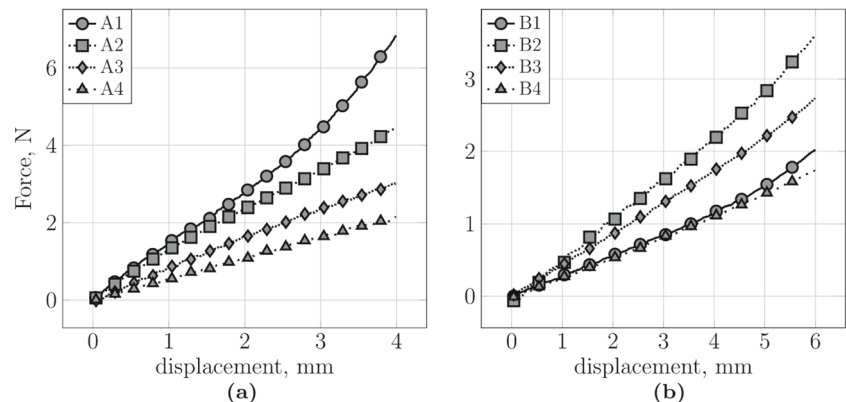 A1
A2
A3
A4
Force, N
6
4
2
0
0 1 2 3 4
displacement, mm
(a)
B1
B2
B3
B4
3
2
1
0
0 1 2 3 4 5 6
displacement, mm
(b)